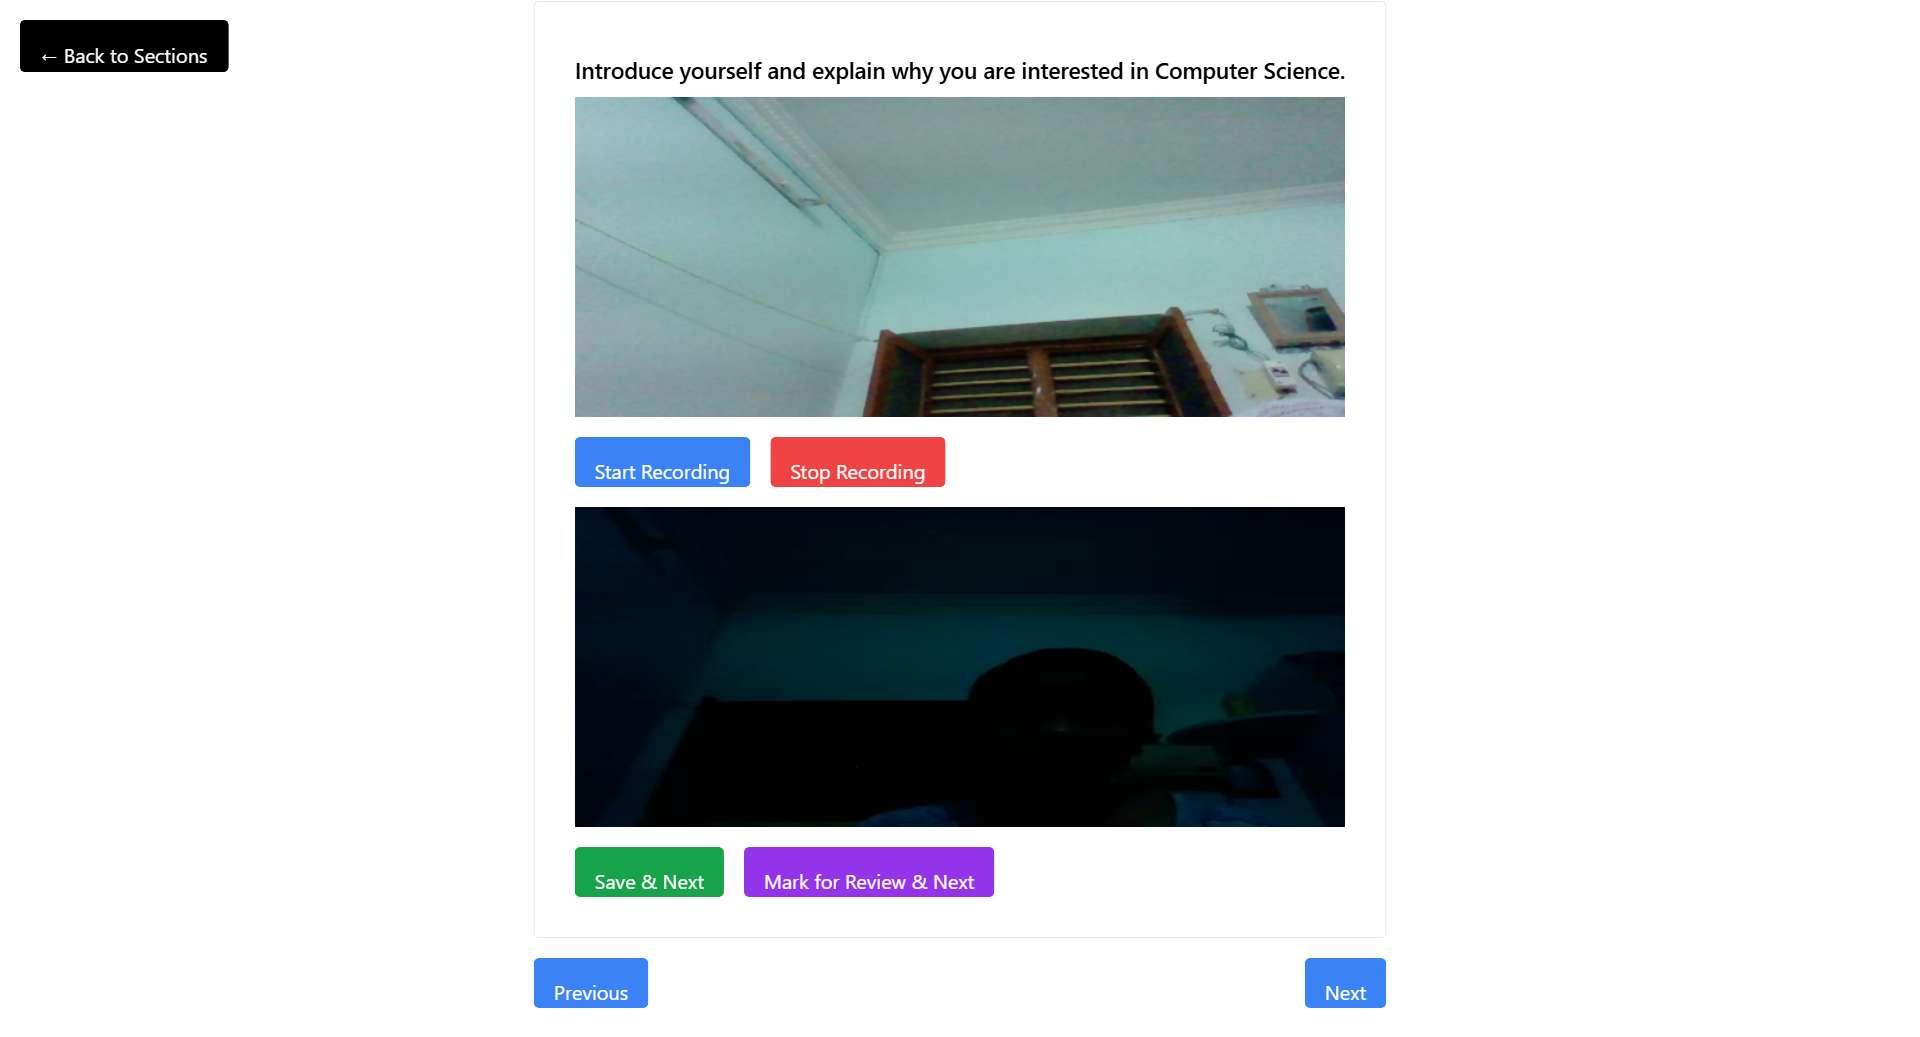 ← Back to Sections
Introduce yourself and explain why you are interested in Computer Science.
Start Recording
Stop Recording
Save & Next
Mark for Review & Next
Previous
Next